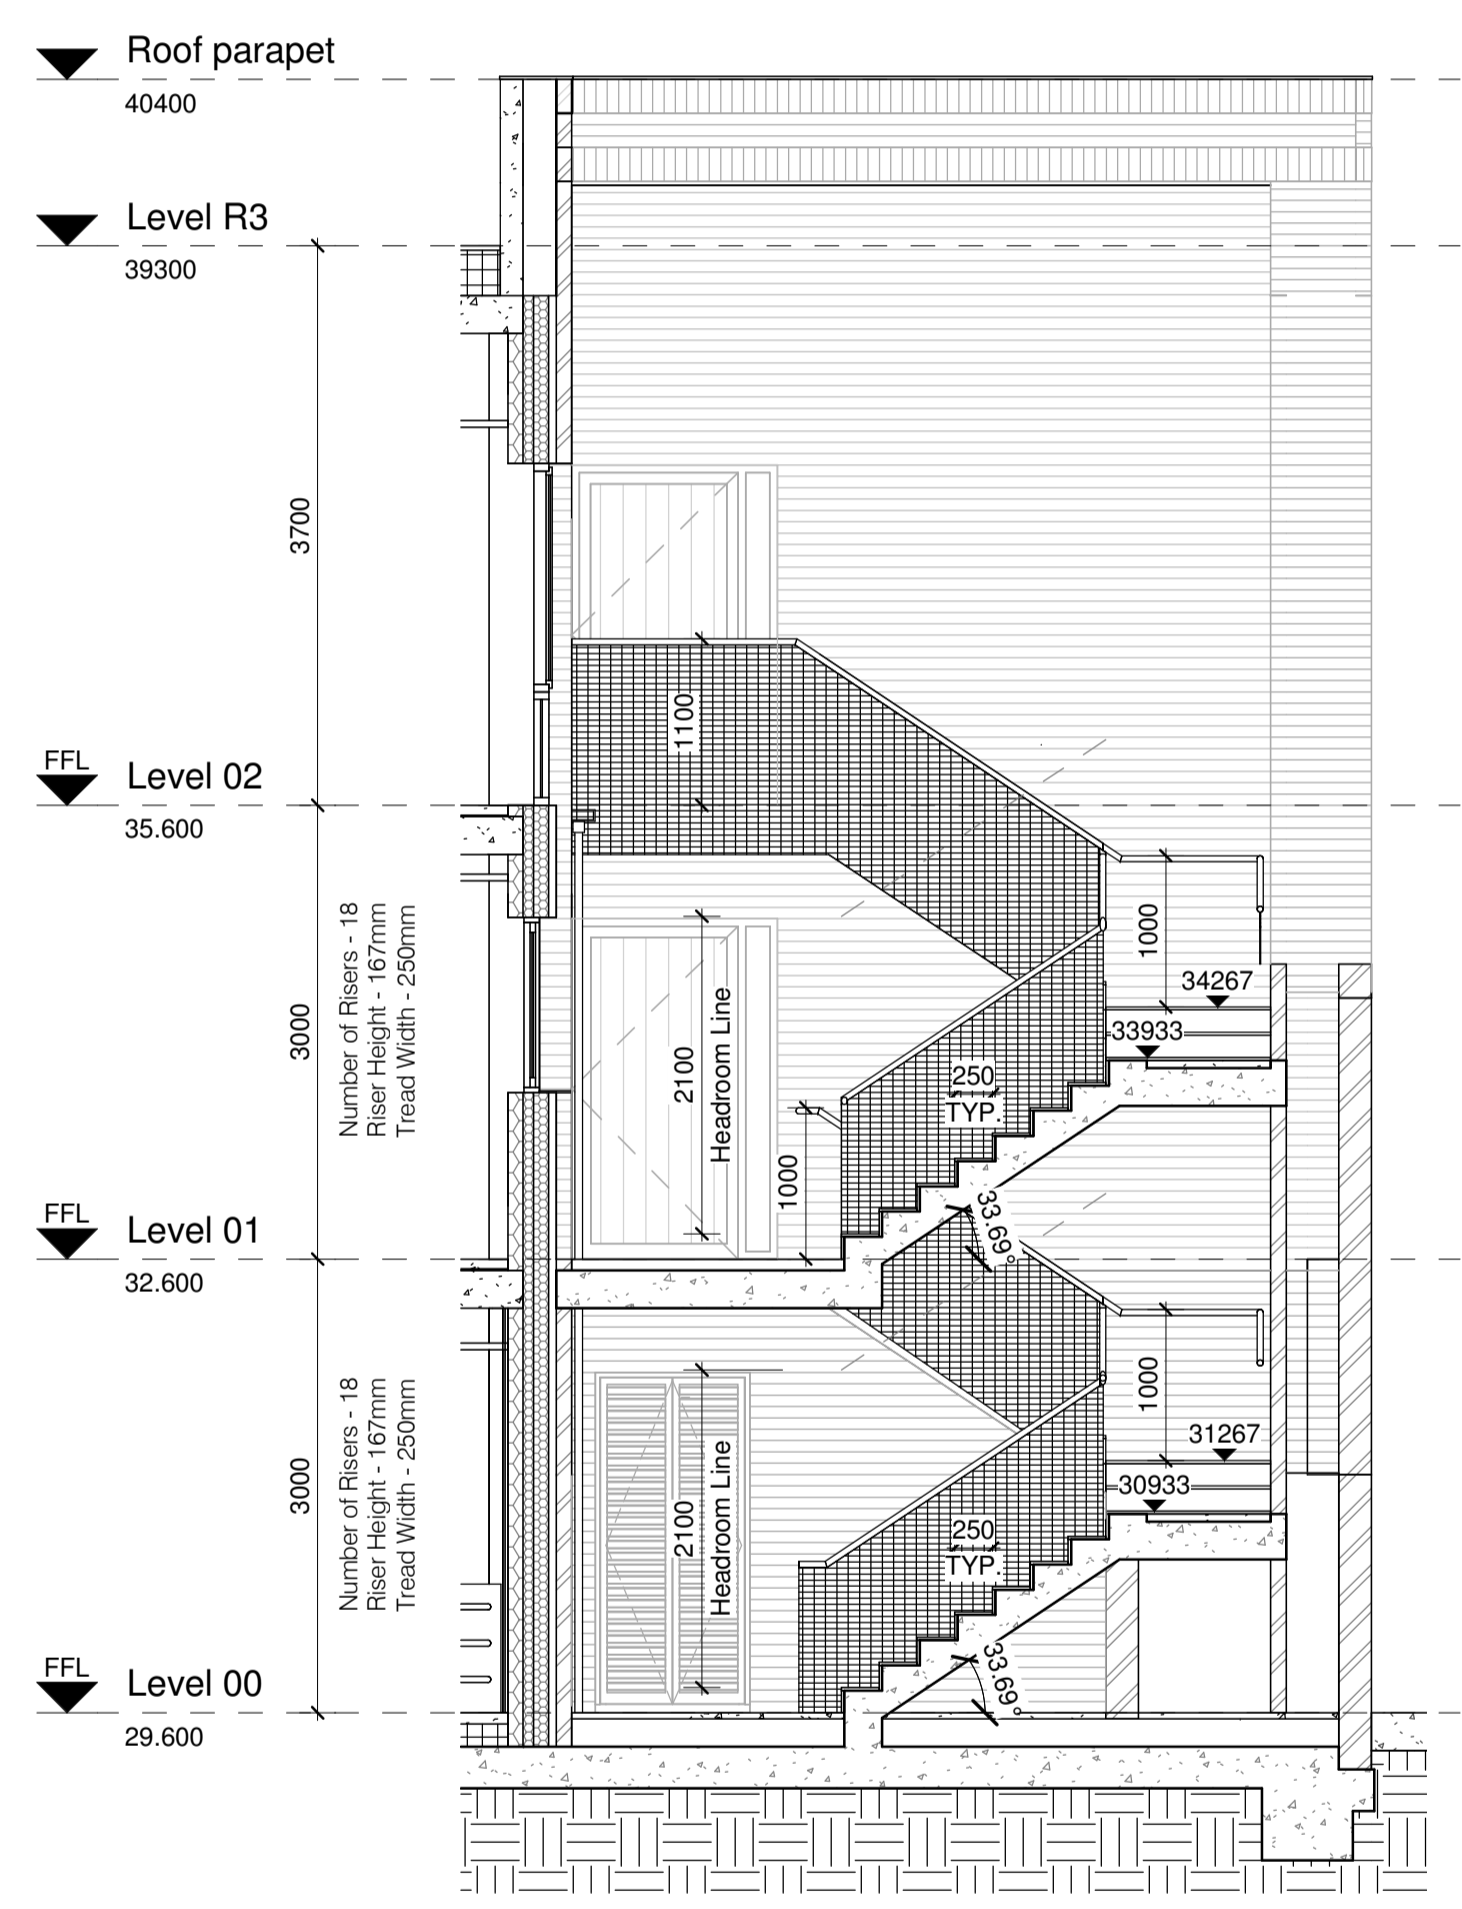 Roof parapet
40400
Level R3
39300
3700
1100
FFL
Level 02
35.600
Number of Risers - 18
Riser Height - 167mm
Tread Width - 250mm
3000
2100
Headroom Line
1000
34267
33933
250
TYP.
1000
33.69°
FFL
Level 01
32.600
Number of Risers - 18
Riser Height - 167mm
Tread Width - 250mm
3000
2100
Headroom Line
1000
31267
30933
250
TYP.
33.69°
FFL
Level 00
29.600